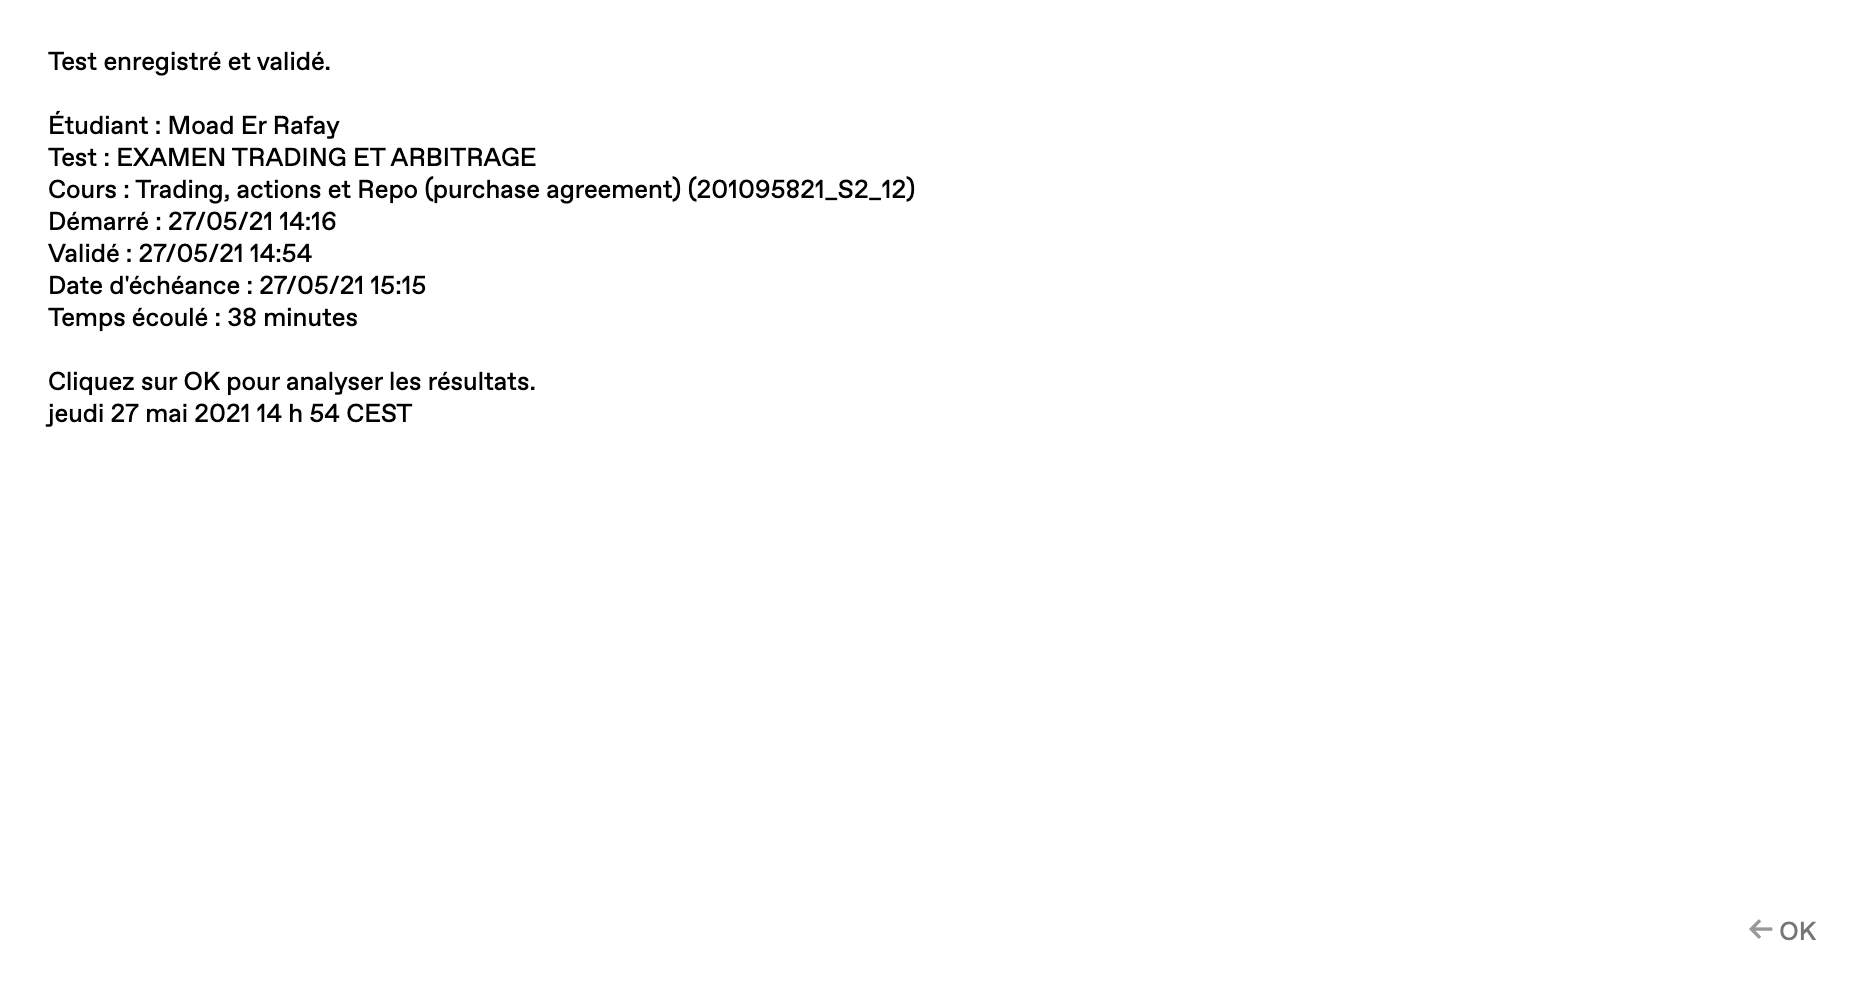 Test enregistré et validé.
Étudiant : Moad Er Rafay
Test : EXAMEN TRADING ET ARBITRAGE
Cours : Trading, actions et Repo (purchase agreement) (201095821_S2_12)
Démarré : 27/05/21 14:16
Validé : 27/05/21 14:54
Date d'échéance : 27/05/21 15:15
Temps écoulé : 38 minutes
Cliquez sur OK pour analyser les résultats.
jeudi 27 mai 2021 14 h 54 CEST
← OK